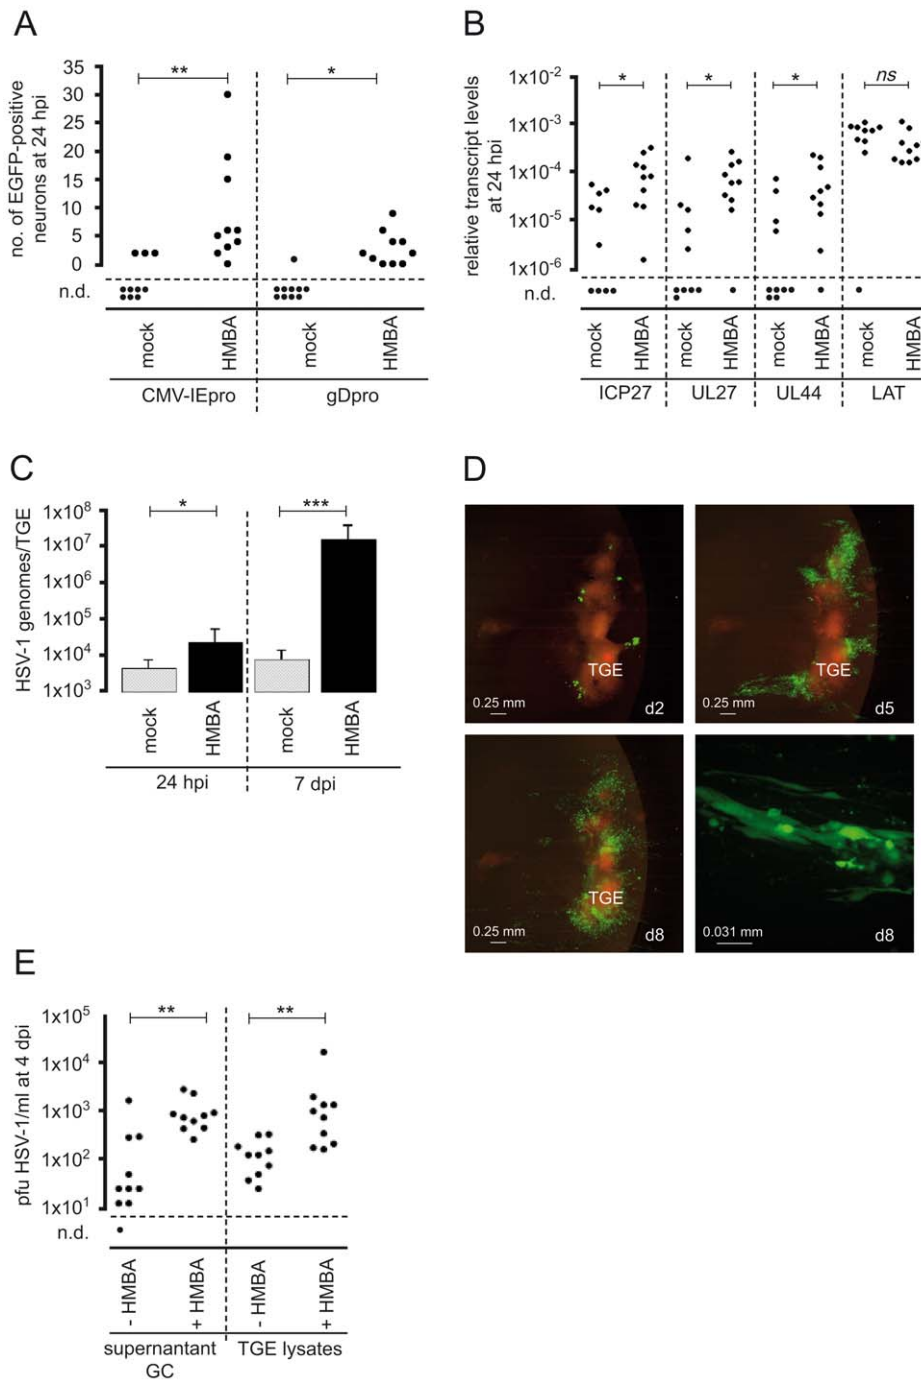 A
no. of EGFP-positive
neurons at 24 hpi
35
30
25
20
15
10
5
0
n.d.
**
*
mock
HMBA
mock
HMBA
CMV-IEpro
gDpro
B
relative transcript levels
at 24 hpi
1x10⁻²
1x10⁻³
1x10⁻⁴
1x10⁻⁵
1x10⁻⁶
n.d.
*
*
*
ns
mock
HMBA
mock
HMBA
mock
HMBA
mock
HMBA
ICP27
UL27
UL44
LAT
C
HSV-1 genomes/TGE
1x10⁸
1x10⁷
1x10⁶
1x10⁵
1x10⁴
1x10³
*
***
mock
HMBA
mock
HMBA
24 hpi
7 dpi
D
TGE
0.25 mm
d2
TGE
0.25 mm
d5
TGE
0.25 mm
d8
0.031 mm
d8
E
pfu HSV-1/ml at 4 dpi
1x10⁵
1x10⁴
1x10³
1x10²
1x10¹
n.d.
**
**
- HMBA
+ HMBA
- HMBA
+ HMBA
supernantant
GC
TGE lysates